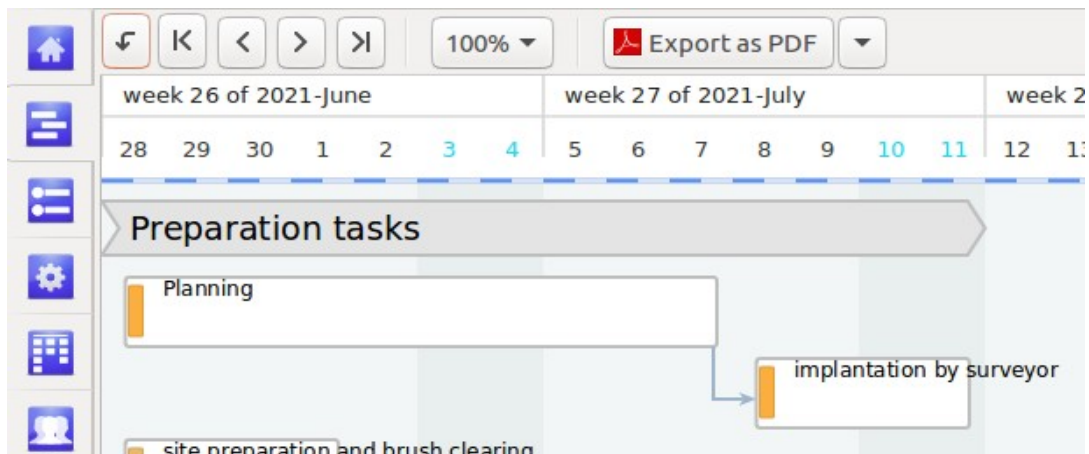 100% Export as PDF
week 26 of 2021-June week 27 of 2021-July week 2
28 29 30 1 2 3 4 5 6 7 8 9 10 11 12 13
Preparation tasks
Planning
implantation by surveyor
site preparation and brush clearing